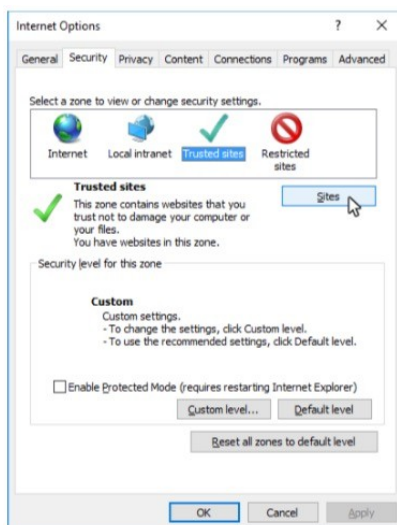 Internet Options
? ×
General Security Privacy Content Connections Programs Advanced
Select a zone to view or change security settings.
Internet Local intranet Trusted sites Restricted
sites
Trusted sites
Sites
This zone contains websites that you
trust not to damage your computer or
your files.
You have websites in this zone.
Security level for this zone
Custom
Custom settings.
- To change the settings, click Custom level.
- To use the recommended settings, click Default level.
Enable Protected Mode (requires restarting Internet Explorer)
Custom level... Default level
Reset all zones to default level
OK Cancel Apply